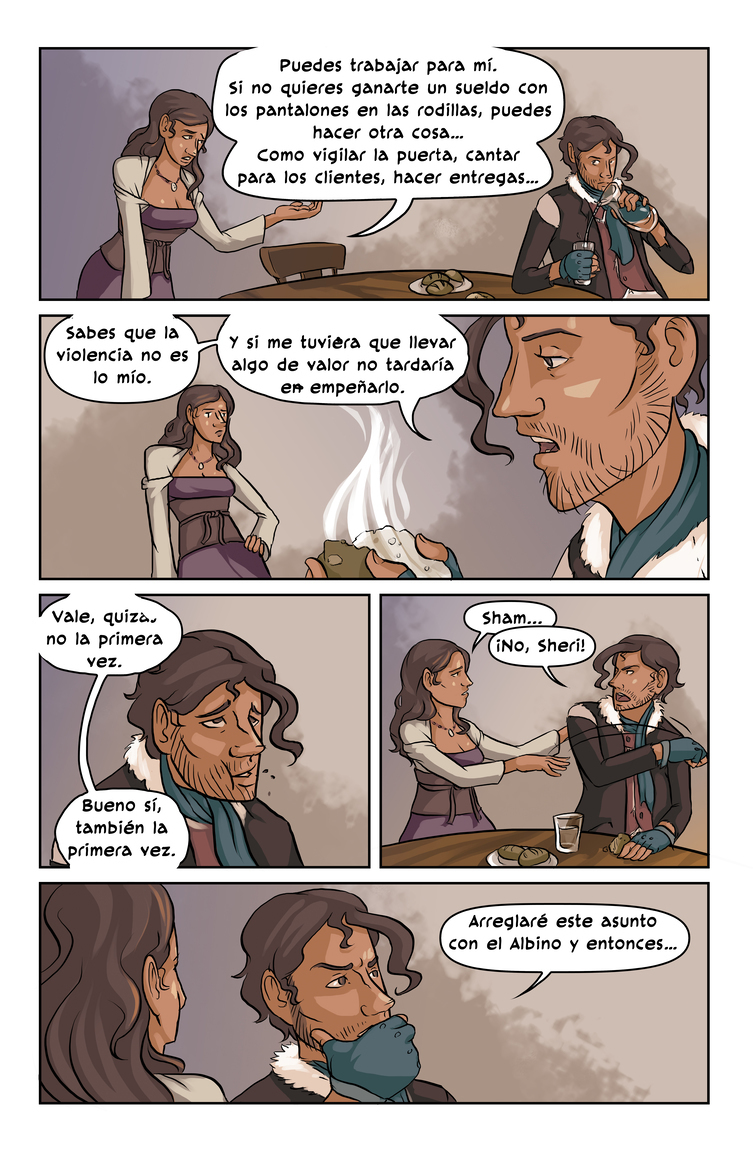 Puedes trabajar para mí.
Si no quieres ganarte un sueldo con
los pantalones en las rodillas, puedes
hacer otra cosa...
Como vigilar la puerta, cantar
para los clientes, hacer entregas...
Sabes que la
violencia no es
lo mío.
Y si me tuviera que llevar
algo de valor no tardaría
en empeñarlo.
Vale, quizás
no la primera
vez.
Bueno sí,
también la
primera vez.
Sham...
¡No, Sheri!
Arreglaré este asunto
con el Albino y entonces...